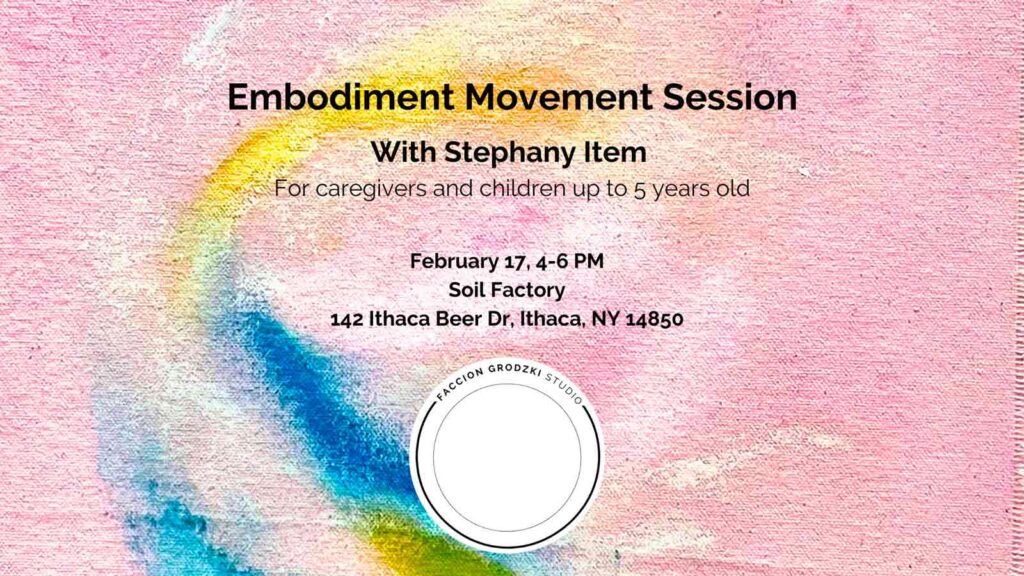 Embodiment Movement Session
With Stephany Item
For caregivers and children up to 5 years old
February 17, 4-6 PM
Soil Factory
142 Ithaca Beer Dr, Ithaca, NY 14850
FACCION GRODZKI STUDIO